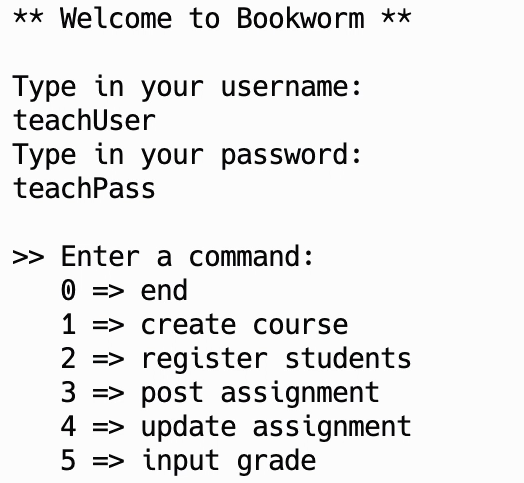 ** Welcome to Bookworm **
Type in your username:
teachUser
Type in your password:
teachPass
>> Enter a command:
0 => end
1 => create course
2 => register students
3 => post assignment
4 => update assignment
5 => input grade